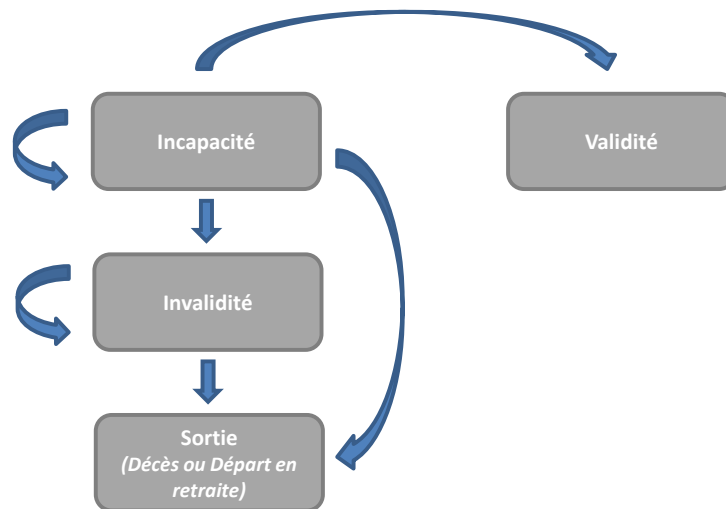 Incapacité
Validité
Invalidité
Sortie
(Décès ou Départ en
retraite)